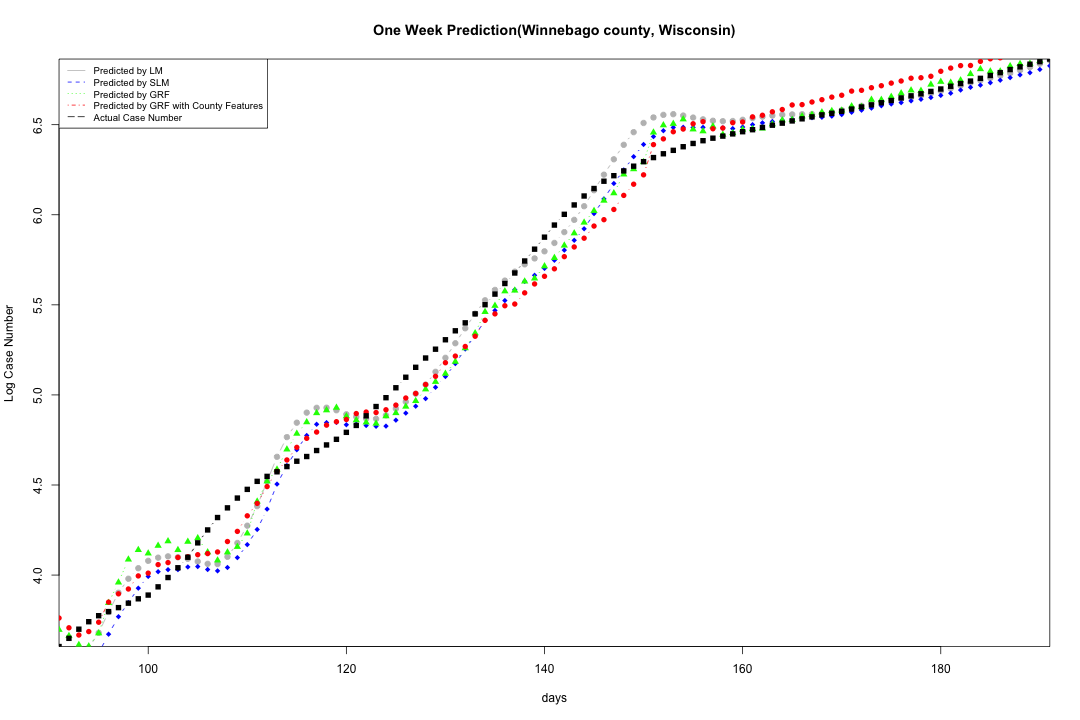 One Week Prediction(Winnebago county, Wisconsin)
Predicted by LM
Predicted by SLM
Predicted by GRF
Predicted by GRF with County Features
Actual Case Number
Log Case Number
6.5
6.0
5.5
5.0
4.5
4.0
100 120 140 160 180
days